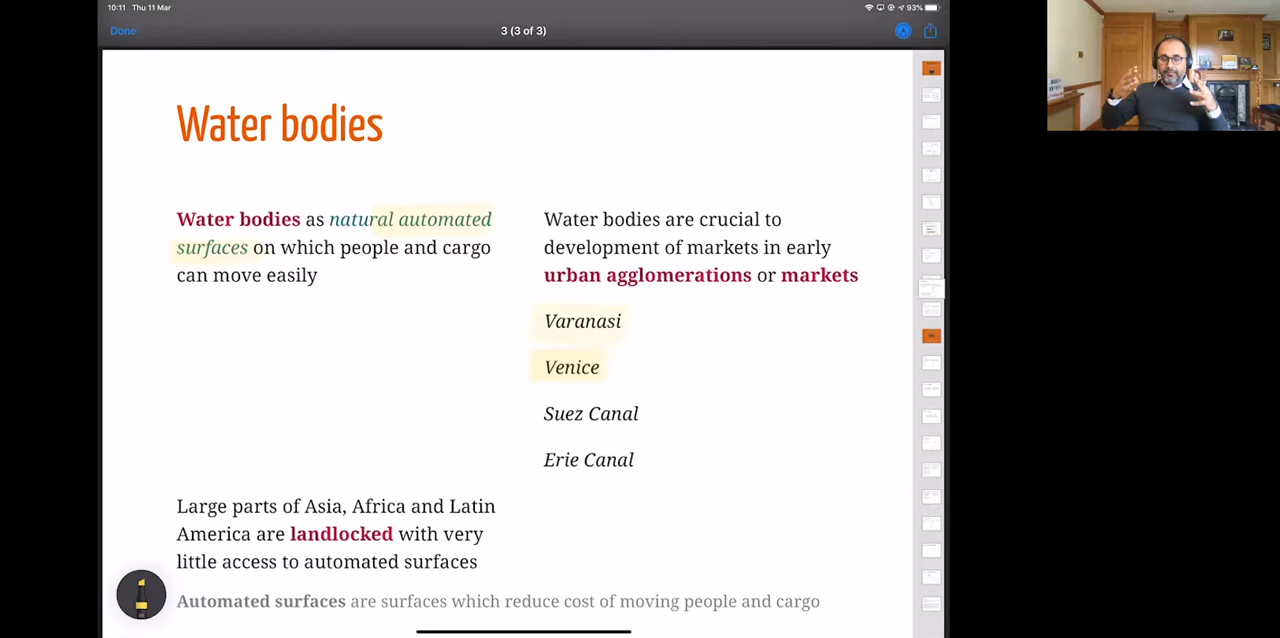 10:11 Thu 11 Mar
93%
Done
3 (3 of 3)
Water bodies
Water bodies as natural automated
surfaces on which people and cargo
can move easily
Water bodies are crucial to
development of markets in early
urban agglomerations or markets
Varanasi
Venice
Suez Canal
Erie Canal
Large parts of Asia, Africa and Latin
America are landlocked with very
little access to automated surfaces
Automated surfaces are surfaces which reduce cost of moving people and cargo